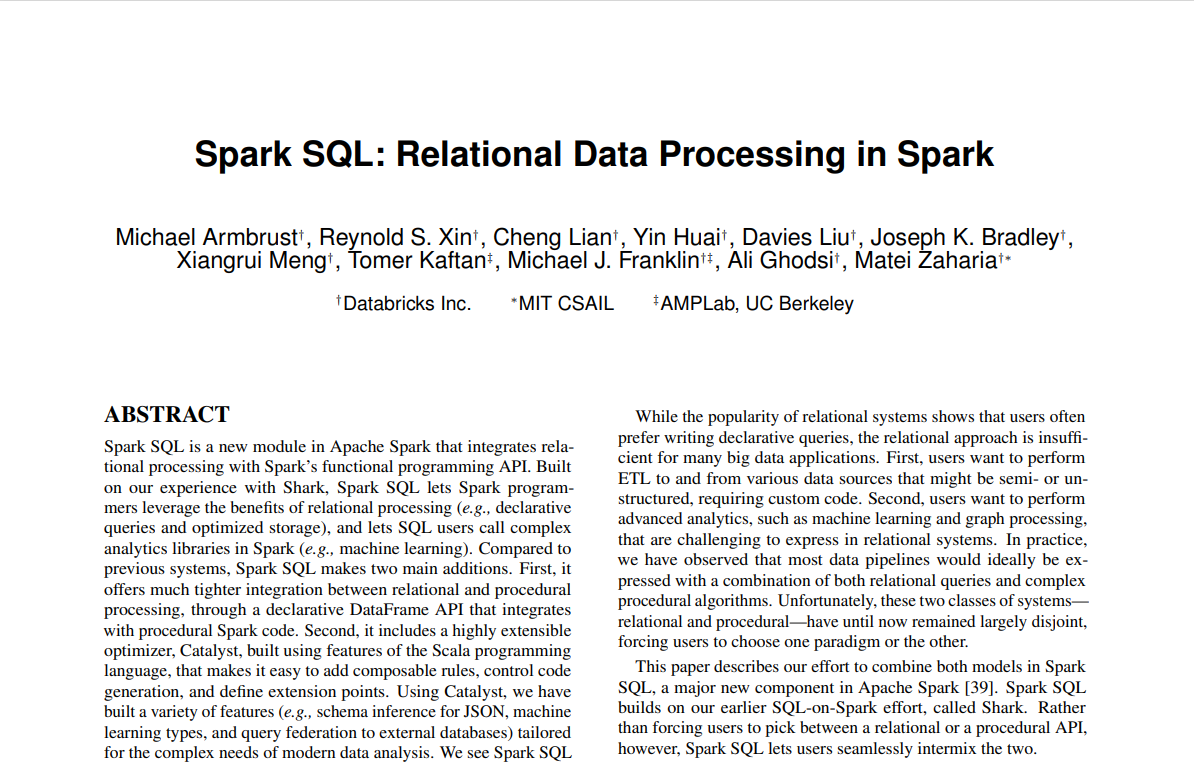 Spark SQL: Relational Data Processing in Spark
Michael Armbrust†, Reynold S. Xin†, Cheng Lian†, Yin Huai†, Davies Liu†, Joseph K. Bradley†,
Xiangrui Meng†, Tomer Kaftan‡, Michael J. Franklin†‡, Ali Ghodsi†, Matei Zaharia†*
†Databricks Inc. *MIT CSAIL ‡AMPLab, UC Berkeley
ABSTRACT
Spark SQL is a new module in Apache Spark that integrates rela-
tional processing with Spark's functional programming API. Built
on our experience with Shark, Spark SQL lets Spark program-
mers leverage the benefits of relational processing (e.g., declarative
queries and optimized storage), and lets SQL users call complex
analytics libraries in Spark (e.g., machine learning). Compared to
previous systems, Spark SQL makes two main additions. First, it
offers much tighter integration between relational and procedural
processing, through a declarative DataFrame API that integrates
with procedural Spark code. Second, it includes a highly extensible
optimizer, Catalyst, built using features of the Scala programming
language, that makes it easy to add composable rules, control code
generation, and define extension points. Using Catalyst, we have
built a variety of features (e.g., schema inference for JSON, machine
learning types, and query federation to external databases) tailored
for the complex needs of modern data analysis. We see Spark SQL
While the popularity of relational systems shows that users often
prefer writing declarative queries, the relational approach is insuffi-
cient for many big data applications. First, users want to perform
ETL to and from various data sources that might be semi- or un-
structured, requiring custom code. Second, users want to perform
advanced analytics, such as machine learning and graph processing,
that are challenging to express in relational systems. In practice,
we have observed that most data pipelines would ideally be ex-
pressed with a combination of both relational queries and complex
procedural algorithms. Unfortunately, these two classes of systems—
relational and procedural—have until now remained largely disjoint,
forcing users to choose one paradigm or the other.
This paper describes our effort to combine both models in Spark
SQL, a major new component in Apache Spark [39]. Spark SQL
builds on our earlier SQL-on-Spark effort, called Shark. Rather
than forcing users to pick between a relational or a procedural API,
however, Spark SQL lets users seamlessly intermix the two.